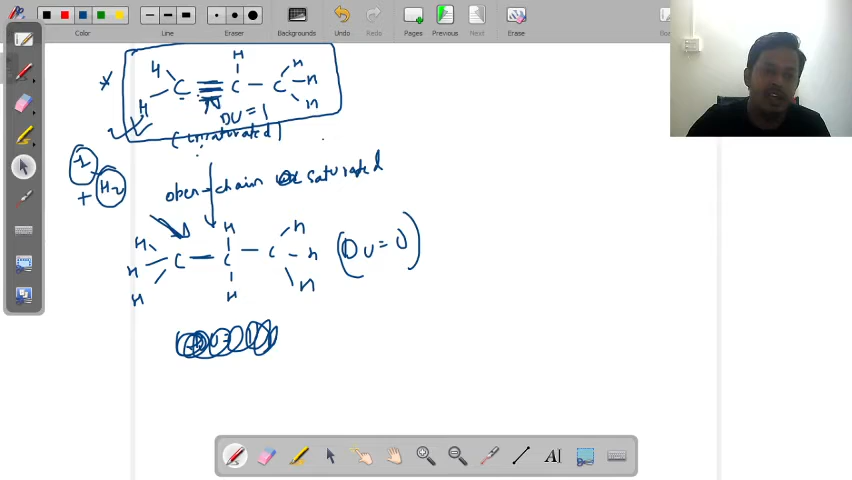 Color
Line
Eraser
Backgrounds
Undo
Redo
Pages
Previous
Next
Erase
H
H
C
C
C
H
H
H
H
DU = 1
(unsaturated)
+ H2
open-chain saturated
H
H
H
C
C
C
H
H
H
H
H
(DU = 0)
A|